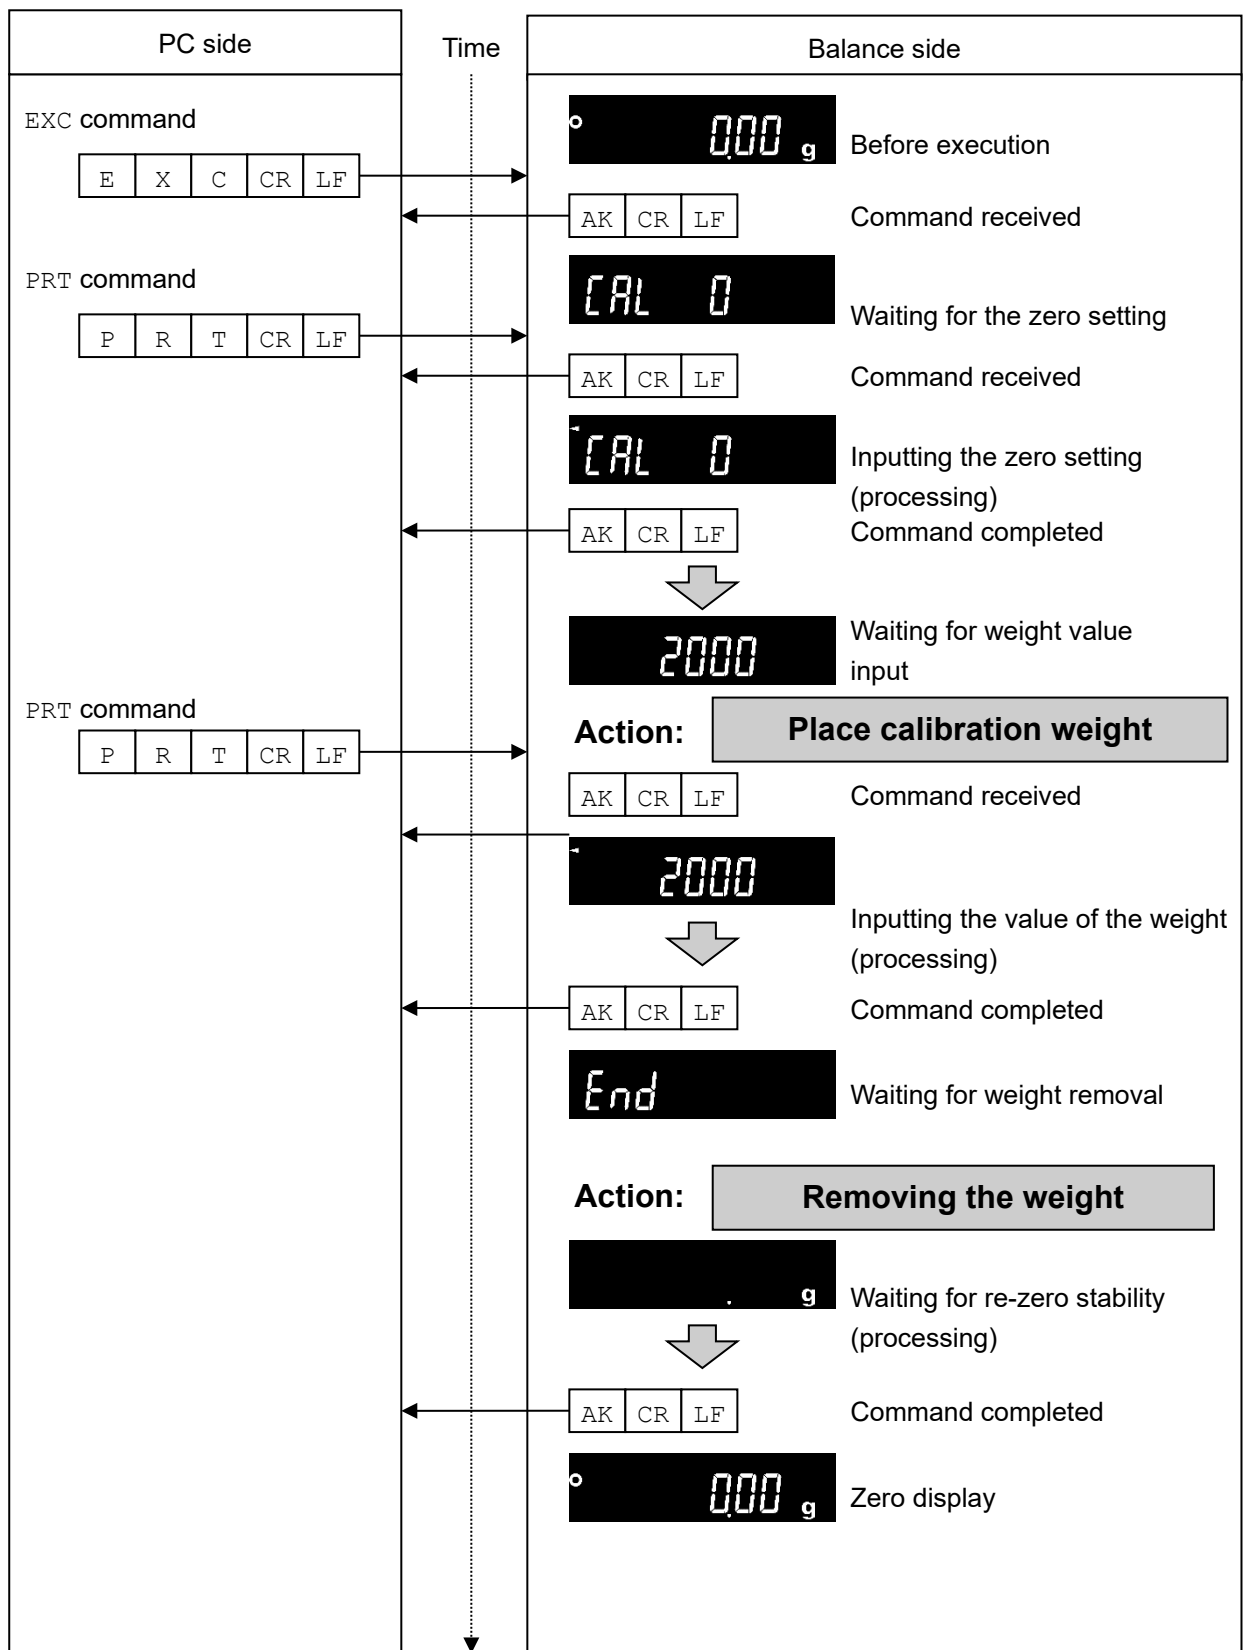 PC side
Time
Balance side
EXC command
0.00 g
Before execution
E X C CR LF
AK CR LF
Command received
PRT command
CAL 0
Waiting for the zero setting
P R T CR LF
AK CR LF
Command received
CAL 0
Inputting the zero setting
(processing)
AK CR LF
Command completed
2000
Waiting for weight value
input
PRT command
Action:
Place calibration weight
P R T CR LF
AK CR LF
Command received
2000
Inputting the value of the weight
(processing)
AK CR LF
Command completed
End
Waiting for weight removal
Action:
Removing the weight
. g
Waiting for re-zero stability
(processing)
AK CR LF
Command completed
0.00 g
Zero display